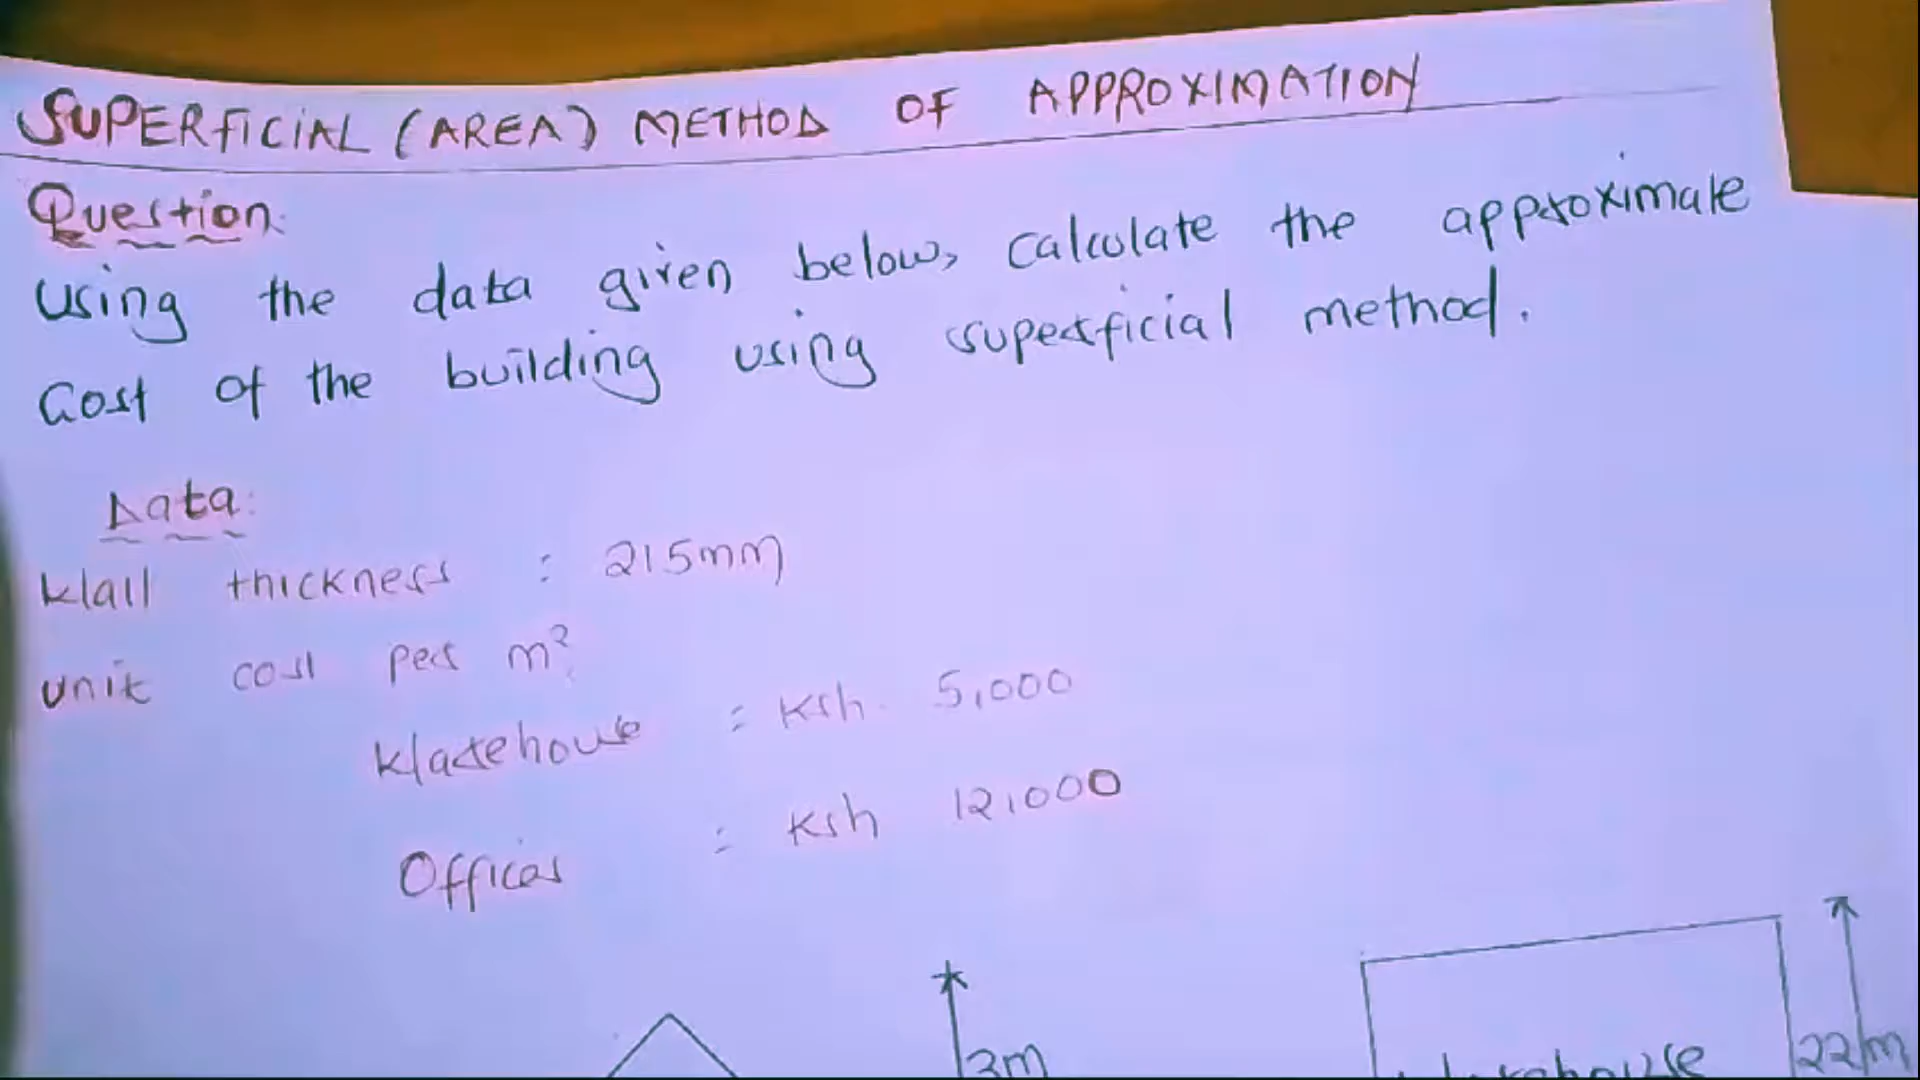 SUPERFICIAL (AREA) METHOD OF APPROXIMATION
Question:
Using the data given below, calculate the approximate
Cost of the building using superficial method.
Data:
Wall thickness : 215mm
Unit cost per m²
Warehouse = Ksh. 5,000
Offices = Ksh 12,000
3m
Warehouse
22m